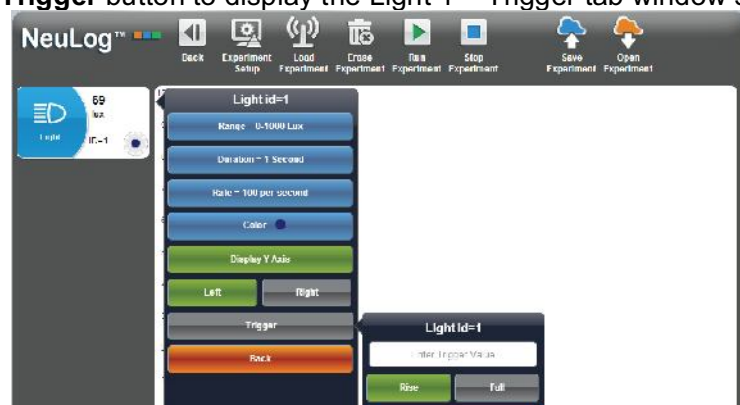 Trigger button to display the Light 1 – Trigger tab window
NeuLog™
Back
Experiment Setup
Load Experiment
Erase Experiment
Run Experiment
Stop Experiment
Save Experiment
Open Experiment
69
lux
Light
ID=1
Light id=1
Range 0-1000 Lux
Duration = 1 Second
Rate = 100 per second
Color
Display Y Axis
Left
Right
Trigger
Back
Light id=1
Enter Trigger Value
Rise
Fall